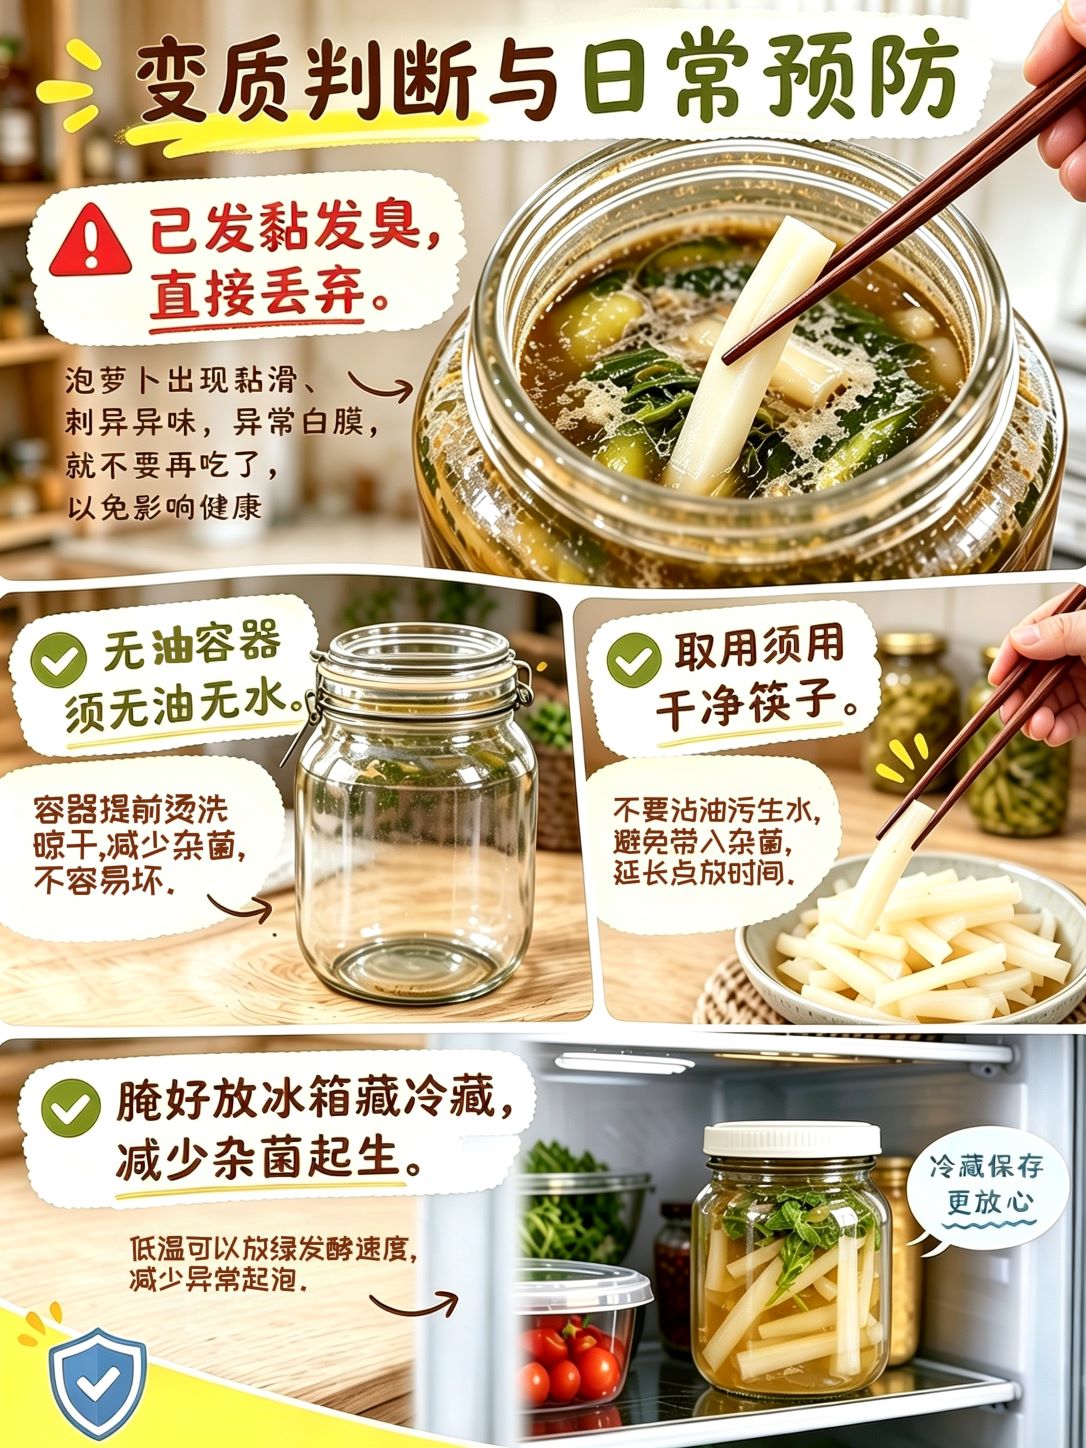 变质判断与日常预防
已发黏发臭，
直接丢弃。
泡萝卜出现黏滑、
刺异异味，异常白膜，
就不要再吃了，
以免影响健康
无油容器
须无油无水。
容器提前烫洗
晾干，减少杂菌，
不容易坏．
取用须用
干净筷子。
不要沾油污生水，
避免带入杂菌，
延长点放时间．
腌好放冰箱藏冷藏，
减少杂菌起生。
低温可以放绿发酵速度，
减少异常起泡．
冷藏保存
更放心